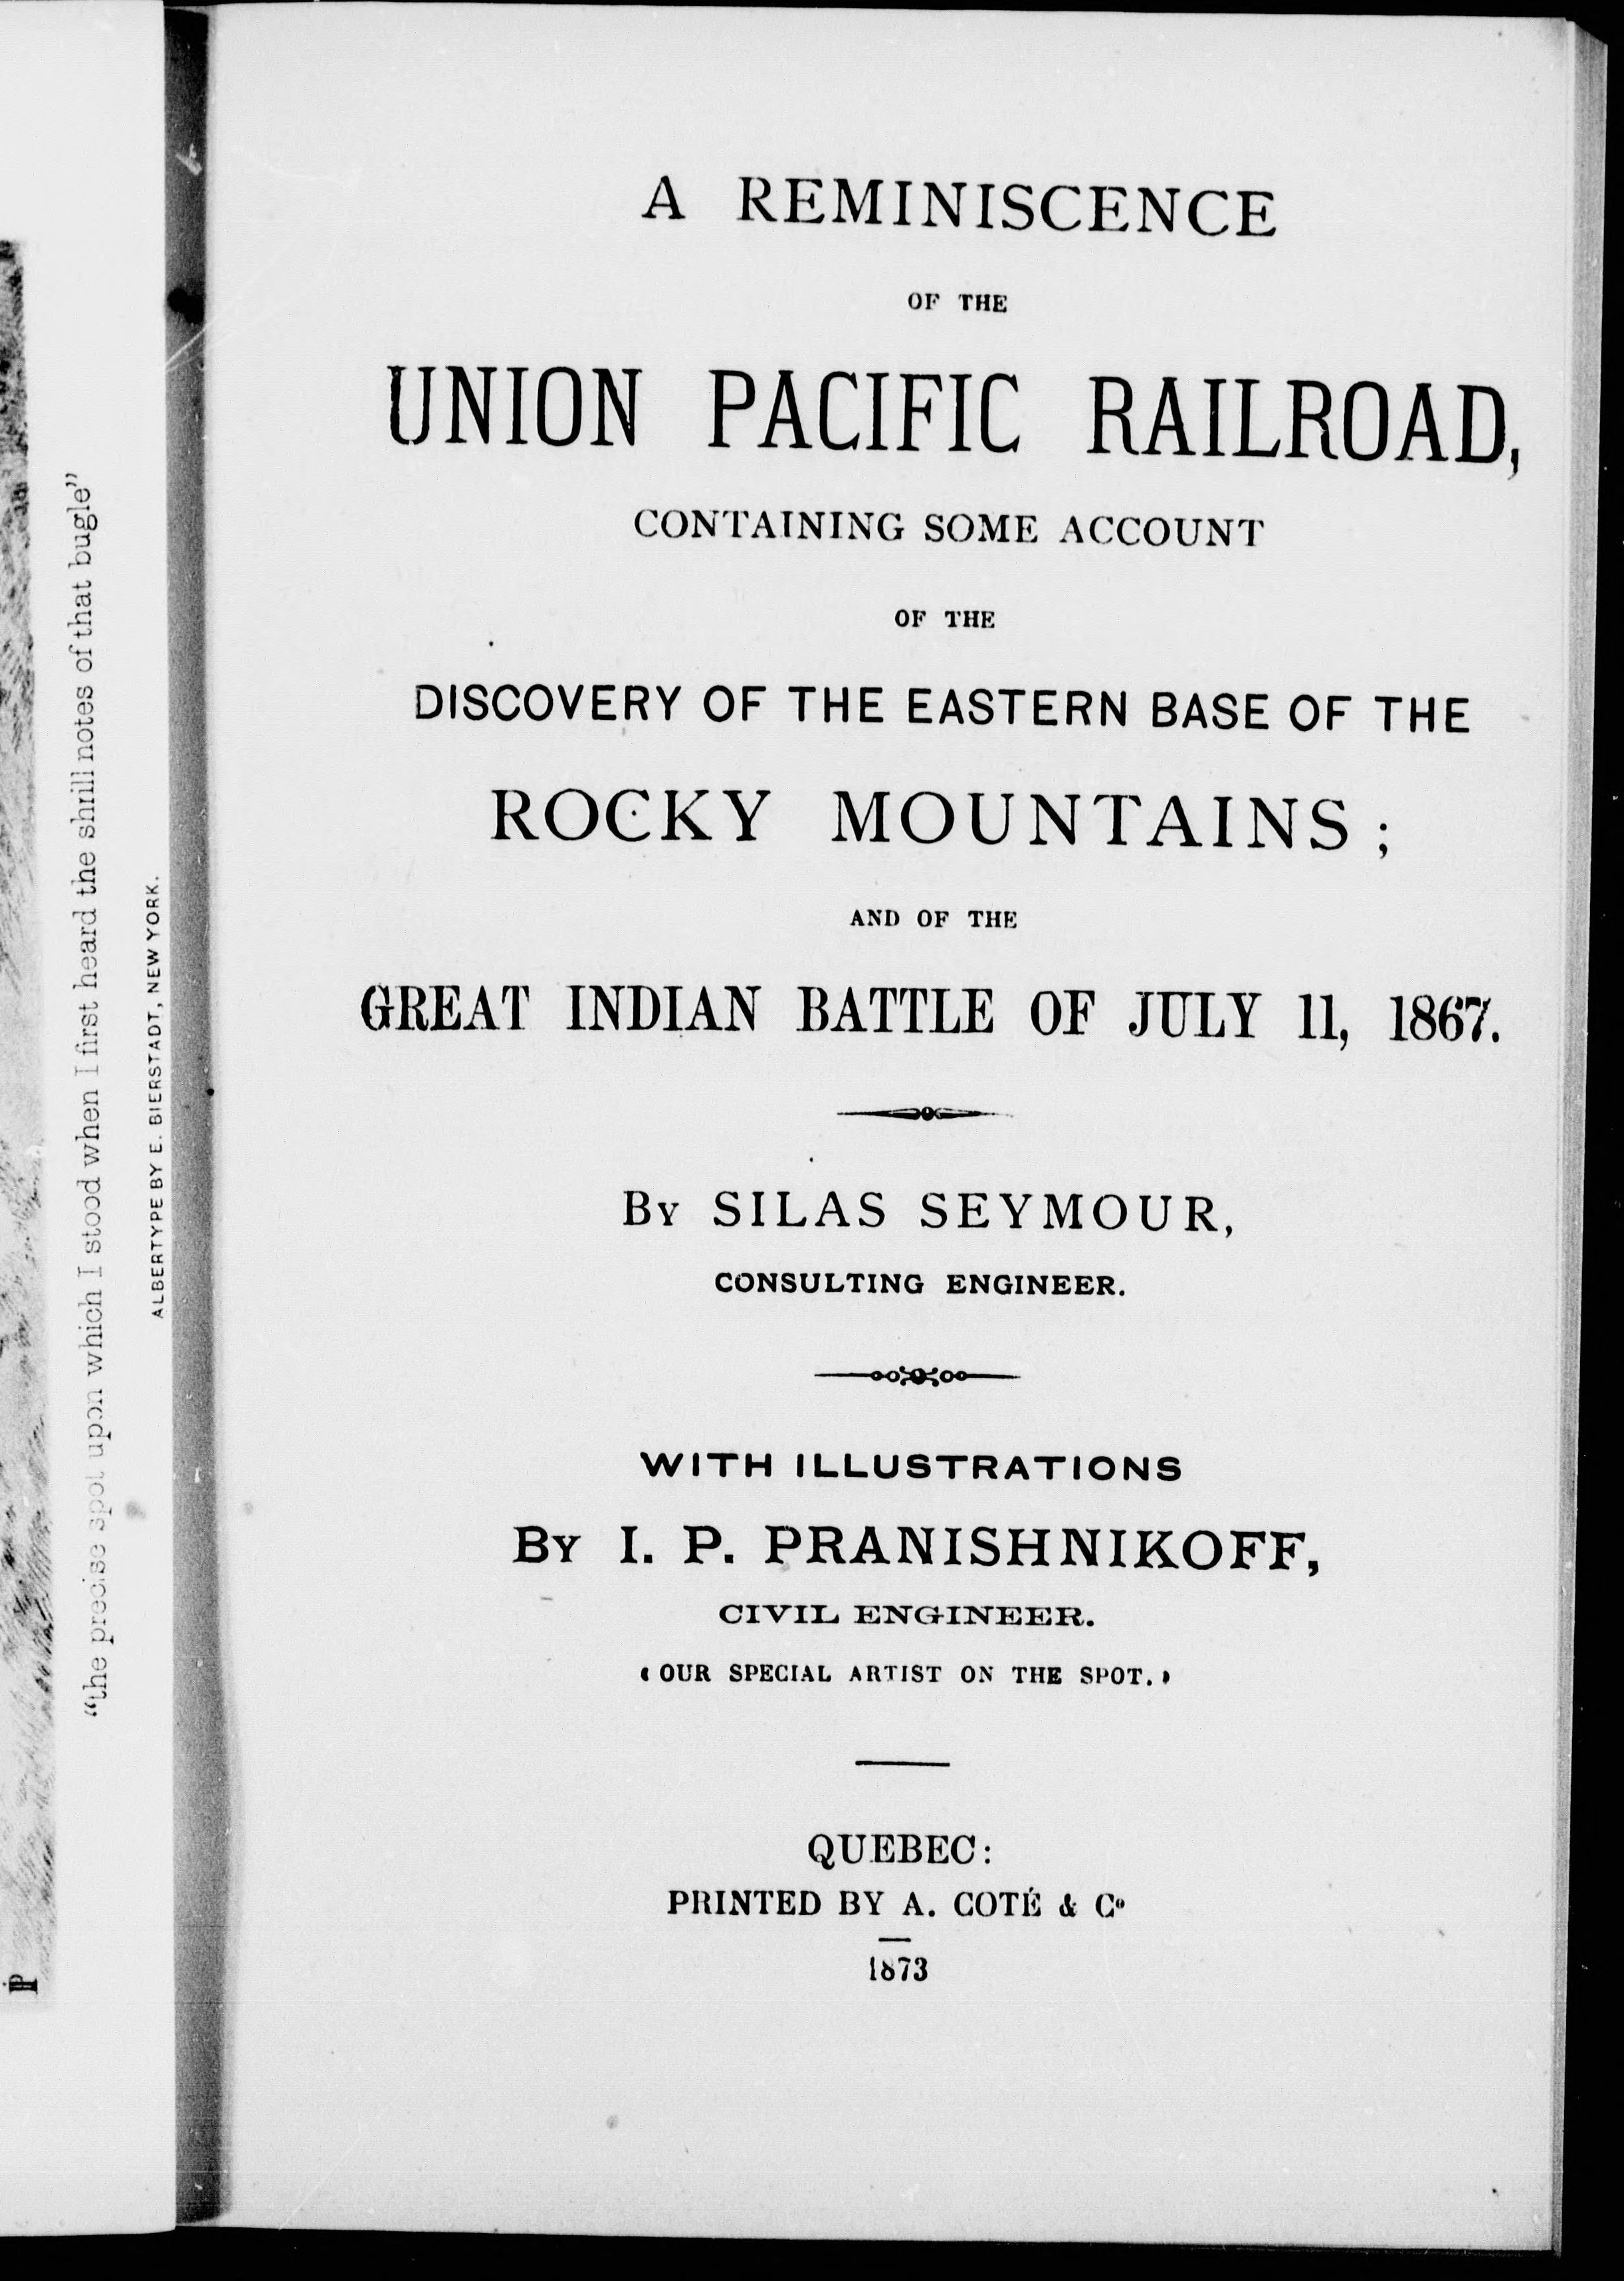 "the precise spot upon which I stood when I first heard the shrill notes of that bugle"
ALBERTYPE BY E. BIERSTADT, NEW YORK.
A REMINISCENCE
OF THE
UNION PACIFIC RAILROAD,
CONTAINING SOME ACCOUNT
OF THE
DISCOVERY OF THE EASTERN BASE OF THE
ROCKY MOUNTAINS;
AND OF THE
GREAT INDIAN BATTLE OF JULY 11, 1867.
BY SILAS SEYMOUR,
CONSULTING ENGINEER.
WITH ILLUSTRATIONS
BY I. P. PRANISHNIKOFF,
CIVIL ENGINEER.
(OUR SPECIAL ARTIST ON THE SPOT.)
QUEBEC:
PRINTED BY A. COTÉ & Co
1873